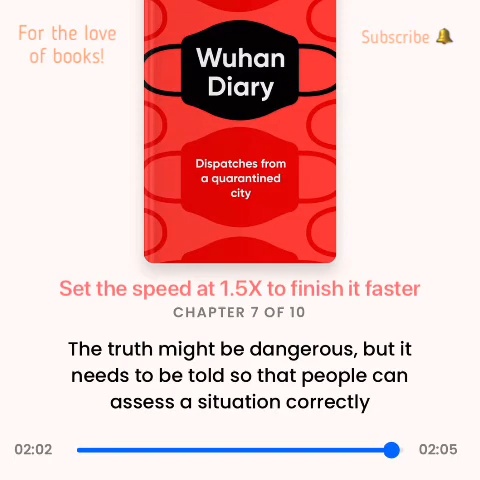 For the love
of books!
Subscribe 🔔
Wuhan
Diary
Dispatches from
a quarantined
city
Set the speed at 1.5X to finish it faster
CHAPTER 7 OF 10
The truth might be dangerous, but it
needs to be told so that people can
assess a situation correctly
02:02
02:05